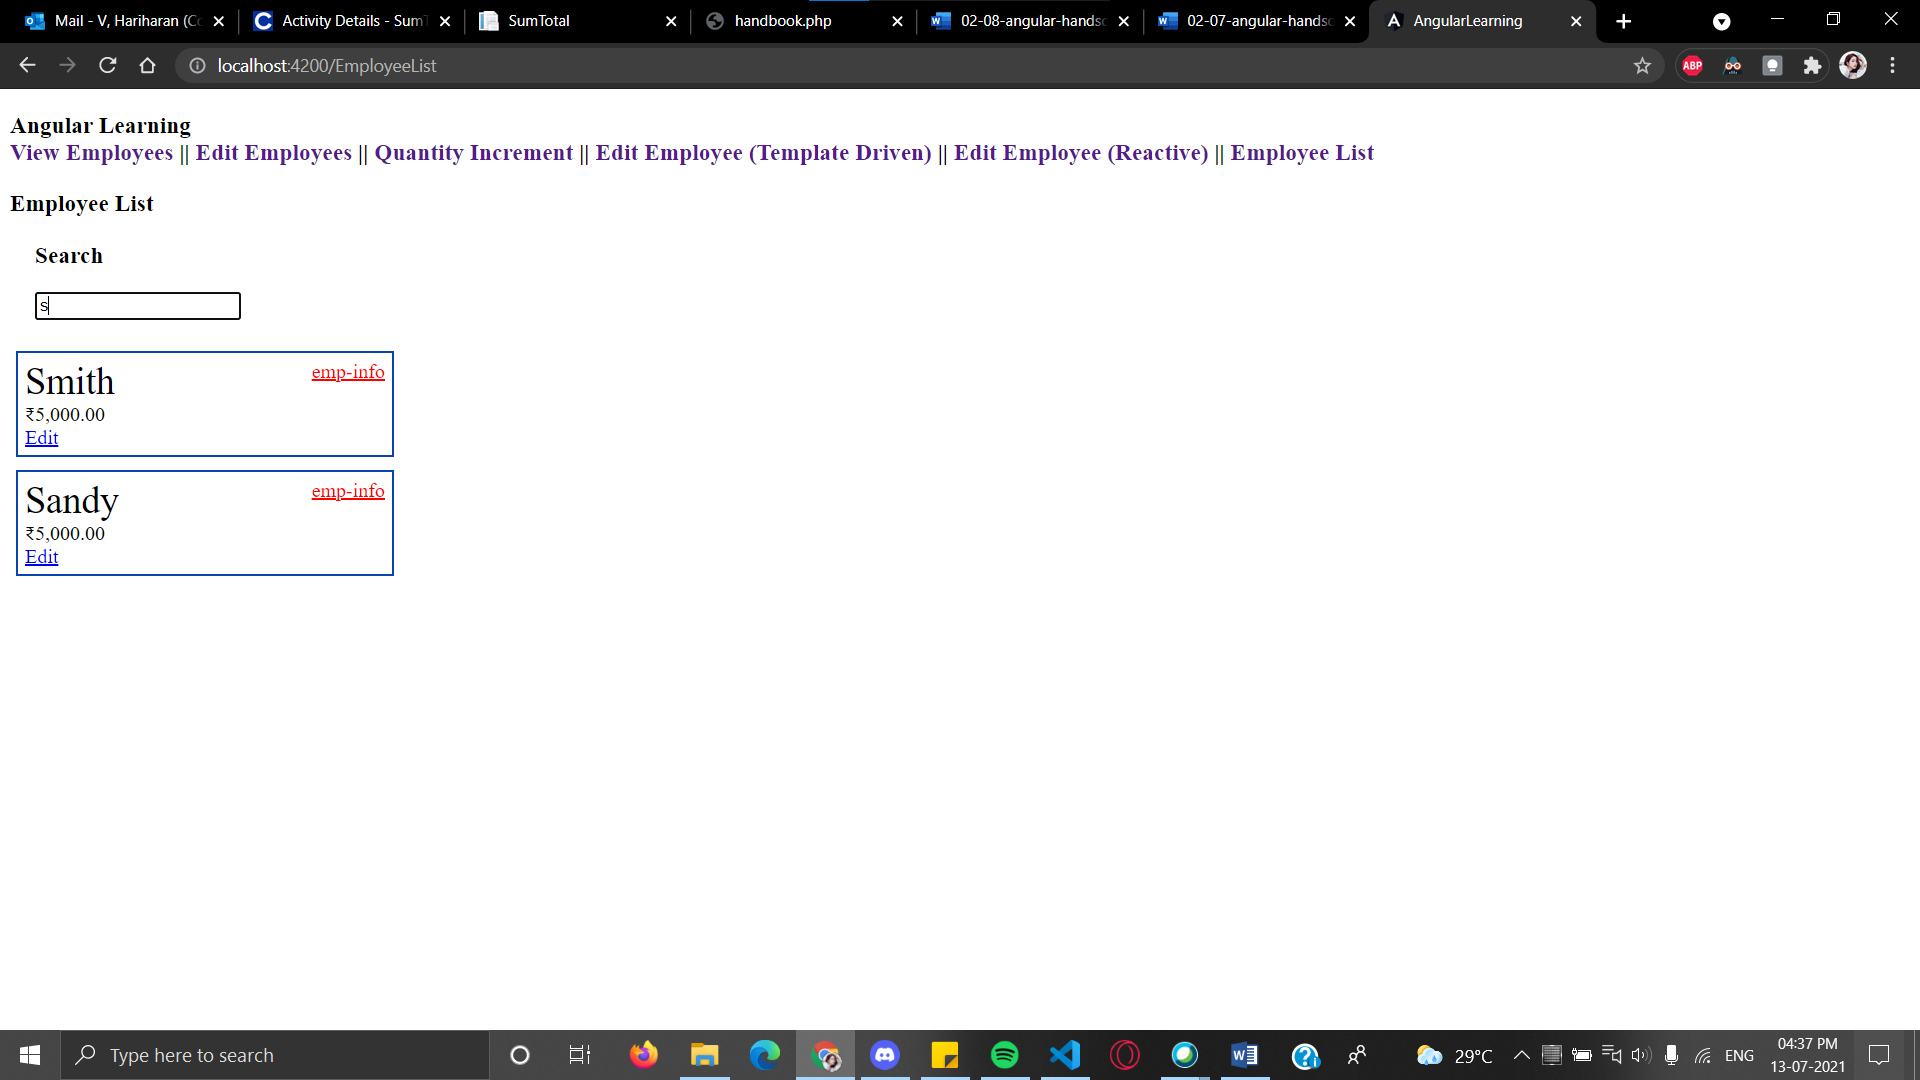 Mail - V, Hariharan (Co
Activity Details - SumT
SumTotal
handbook.php
02-08-angular-handsc
02-07-angular-handsc
AngularLearning
localhost:4200/EmployeeList
ABP
Angular Learning
View Employees || Edit Employees || Quantity Increment || Edit Employee (Template Driven) || Edit Employee (Reactive) || Employee List
Employee List
Search
s
Smith
emp-info
₹5,000.00
Edit
Sandy
emp-info
₹5,000.00
Edit
Type here to search
29°C
ENG
04:37 PM
13-07-2021